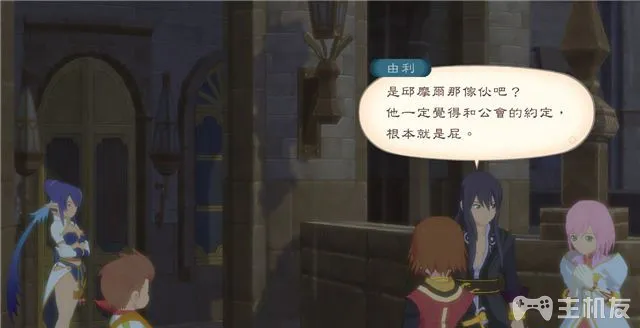 由利
是邱摩爾那傢伙吧？
他一定覺得和公會的約定，
根本就是屁。
主机友